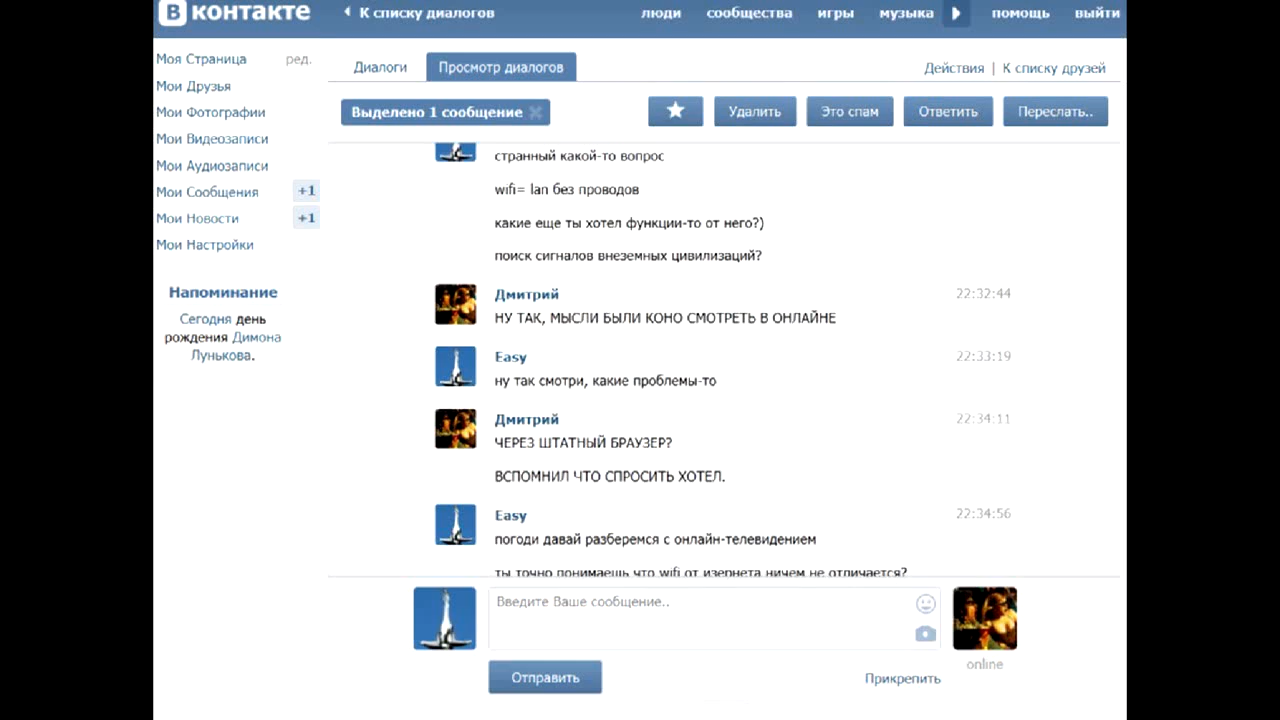 В контакте
К списку диалогов
люди сообщества игры музыка помощь выйти
Моя Страница ред.
Мои Друзья
Мои Фотографии
Мои Видеозаписи
Мои Аудиозаписи
Мои Сообщения +1
Мои Новости +1
Мои Настройки
Напоминание
Сегодня день
рождения Димона
Лунькова.
Диалоги Просмотр диалогов
Действия | К списку друзей
Выделено 1 сообщение
Удалить Это спам Ответить Переслать..
странный какой-то вопрос
wifi= lan без проводов
какие еще ты хотел функции-то от него?)
поиск сигналов внеземных цивилизаций?
Дмитрий 22:32:44
НУ ТАК, МЫСЛИ БЫЛИ КОНО СМОТРЕТЬ В ОНЛАЙНЕ
Easy 22:33:19
ну так смотри, какие проблемы-то
Дмитрий 22:34:11
ЧЕРЕЗ ШТАТНЫЙ БРАУЗЕР?
ВСПОМНИЛ ЧТО СПРОСИТЬ ХОТЕЛ.
Easy 22:34:56
погоди давай разберемся с онлайн-телевидением
ты точно понимаешь что wifi от изернета ничем не отличается?
Введите Ваше сообщение..
online
Отправить
Прикрепить